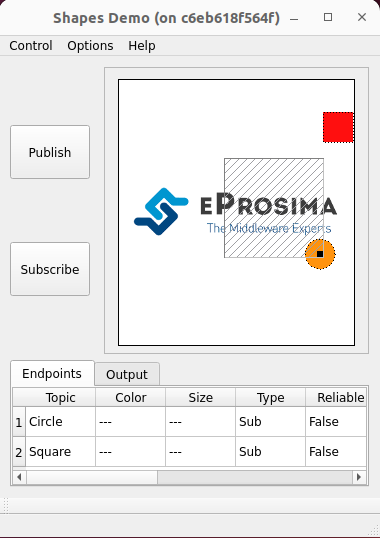 Shapes Demo (on c6eb618f564f)
Control Options Help
Publish
Subscribe
EPROSIMA
The Middleware Experts
Endpoints Output
Topic Color Size Type Reliable
1 Circle --- --- Sub False
2 Square --- --- Sub False